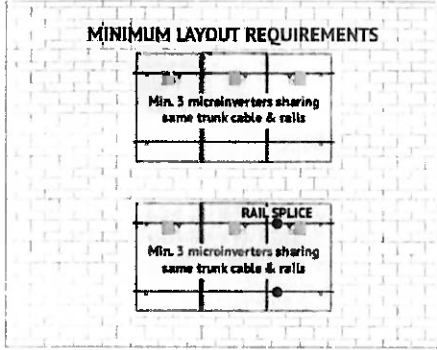 MINIMUM LAYOUT REQUIREMENTS
Min. 3 microinverters sharing
same trunk cable & rails
RAIL SPLICE
Min. 3 microinverters sharing
same trunk cable & rails